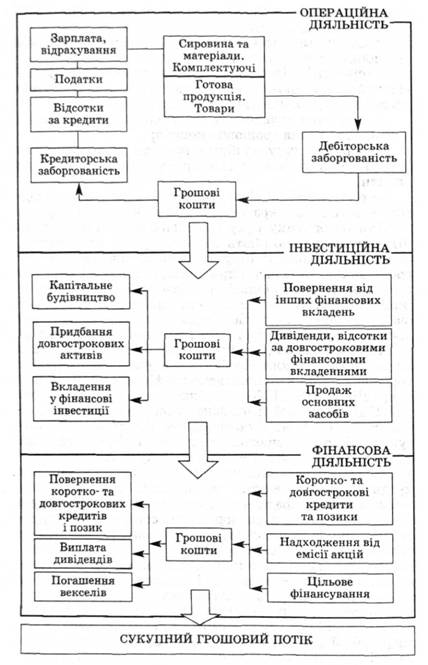 ОПЕРАЦІЙНА
ДІЯЛЬНІСТЬ
Зарплата,
відрахування
Сировина та
матеріали.
Комплектуючі
Податки
Готова
продукція.
Товари
Відсотки
за кредити
Дебіторська
заборгованість
Кредиторська
заборгованість
Грошові
кошти
ІНВЕСТИЦІЙНА
ДІЯЛЬНІСТЬ
Капітальне
будівництво
Повернення від
інших фінансових
вкладень
Придбання
довгострокових
активів
Грошові
кошти
Дивіденди, відсотки
за довгостроковими
фінансовими
вкладеннями
Вкладення
у фінансові
інвестиції
Продаж
основних
засобів
ФІНАНСОВА
ДІЯЛЬНІСТЬ
Повернення
коротко- та
довгострокових
кредитів
і позик
Коротко- та
довгострокові
кредити
та позики
Виплата
дивідендів
Грошові
кошти
Надходження від
емісії акцій
Погашення
векселів
Цільове
фінансування
СУКУПНИЙ ГРОШОВИЙ ПОТІК